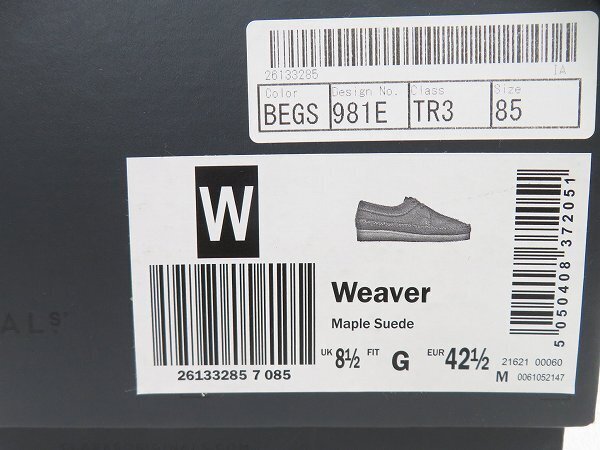 26133285 IA
Color Design No. Class Size
BEGS 981E TR3 85
W
Weaver
Maple Suede
UK 8½ FIT G EUR 42½
26133285 7 085
21621 00060
M 0061052147
5 050408 372051
ALS